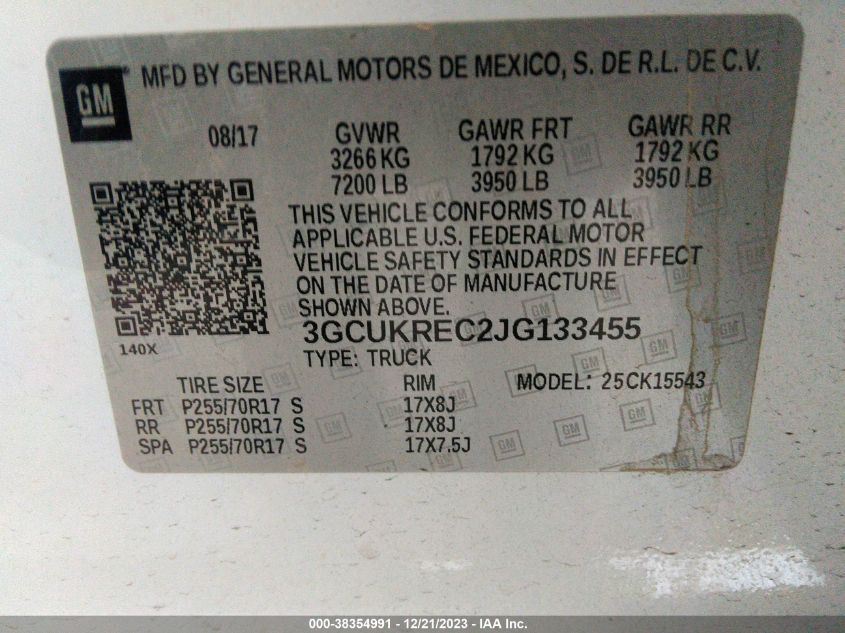 GM MFD BY GENERAL MOTORS DE MEXICO, S. DE R.L. DE C.V.
08/17 GVWR GAWR FRT GAWR RR
3266 KG 1792 KG 1792 KG
7200 LB 3950 LB 3950 LB
THIS VEHICLE CONFORMS TO ALL
APPLICABLE U.S. FEDERAL MOTOR
VEHICLE SAFETY STANDARDS IN EFFECT
ON THE DATE OF MANUFACTURE
SHOWN ABOVE.
140X 3GCUKREC2JG133455
TYPE: TRUCK
TIRE SIZE RIM MODEL: 25CK15543
FRT P255/70R17 S 17X8J
RR P255/70R17 S 17X8J
SPA P255/70R17 S 17X7.5J
000-38354991 - 12/21/2023 - IAA Inc.